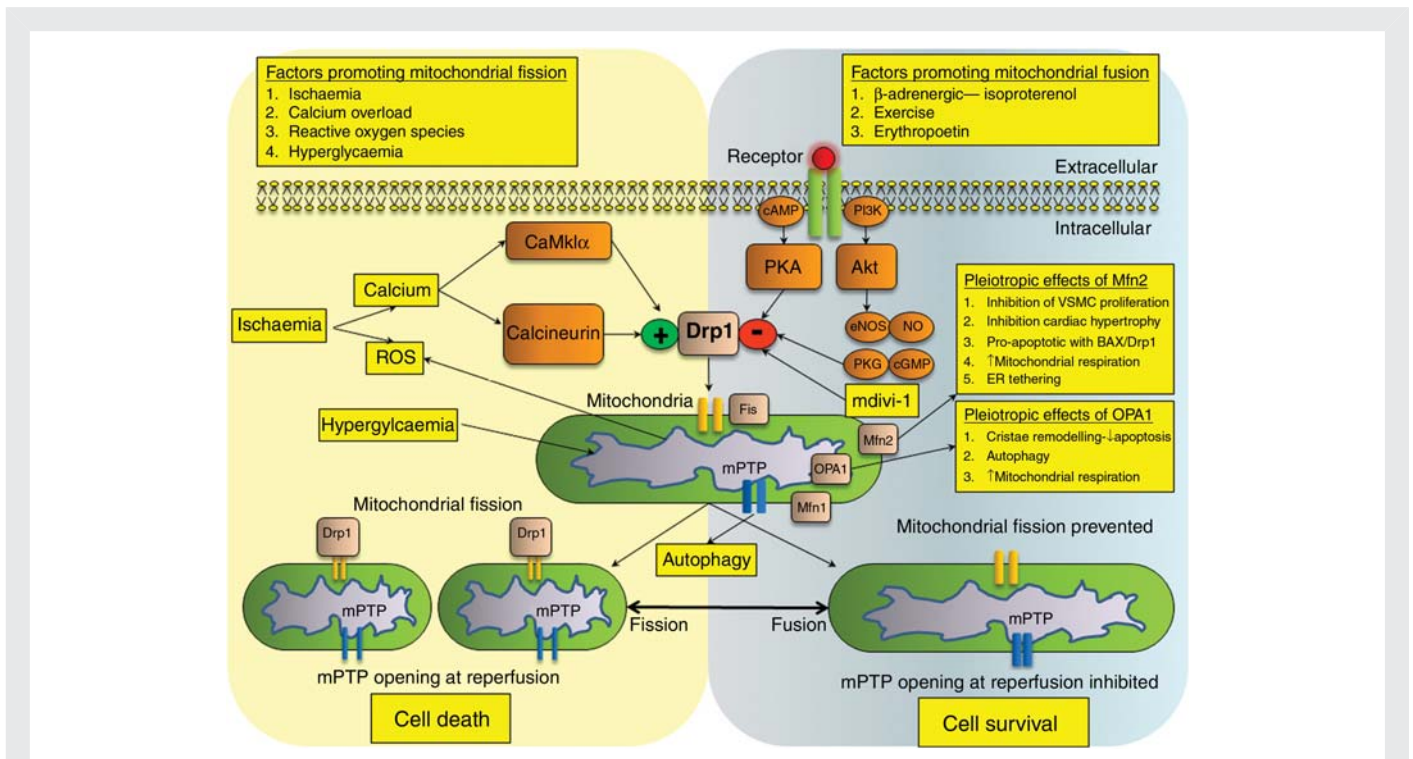 Factors promoting mitochondrial fission
1. Ischaemia
2. Calcium overload
3. Reactive oxygen species
4. Hyperglycaemia
Factors promoting mitochondrial fusion
1. β-adrenergic— isoproterenol
2. Exercise
3. Erythropoetin
Receptor
Extracellular
Intracellular
cAMP
PI3K
CaMklα
PKA
Akt
Calcium
Ischaemia
ROS
Calcineurin
+
Drp1
-
eNOS
NO
PKG
cGMP
mdivi-1
Pleiotropic effects of Mfn2
1. Inhibition of VSMC proliferation
2. Inhibition cardiac hypertrophy
3. Pro-apoptotic with BAX/Drp1
4. ↑Mitochondrial respiration
5. ER tethering
Pleiotropic effects of OPA1
1. Cristae remodelling-↓apoptosis
2. Autophagy
3. ↑Mitochondrial respiration
Mitochondria
Fis
Hypergylcaemia
Mfn2
mPTP
OPA1
Mfn1
Mitochondrial fission
Drp1
Drp1
Autophagy
Mitochondrial fission prevented
mPTP
mPTP
mPTP
Fission
Fusion
mPTP opening at reperfusion
mPTP opening at reperfusion inhibited
Cell death
Cell survival